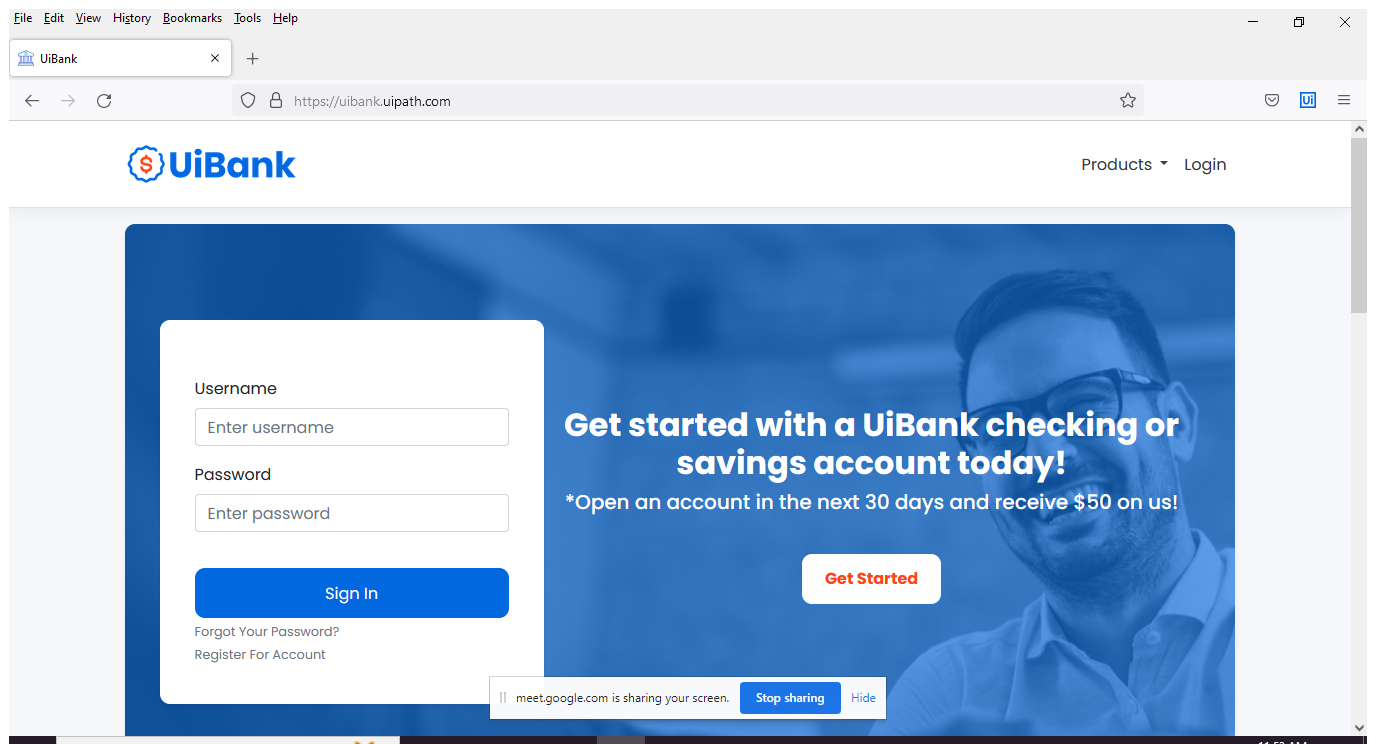 File Edit View History Bookmarks Tools Help
UiBank
https://uibank.uipath.com
Ui
$ UiBank
Products Login
Username
Enter username
Password
Enter password
Sign In
Forgot Your Password?
Register For Account
Get started with a UiBank checking or
savings account today!
*Open an account in the next 30 days and receive $50 on us!
Get Started
meet.google.com is sharing your screen. Stop sharing Hide